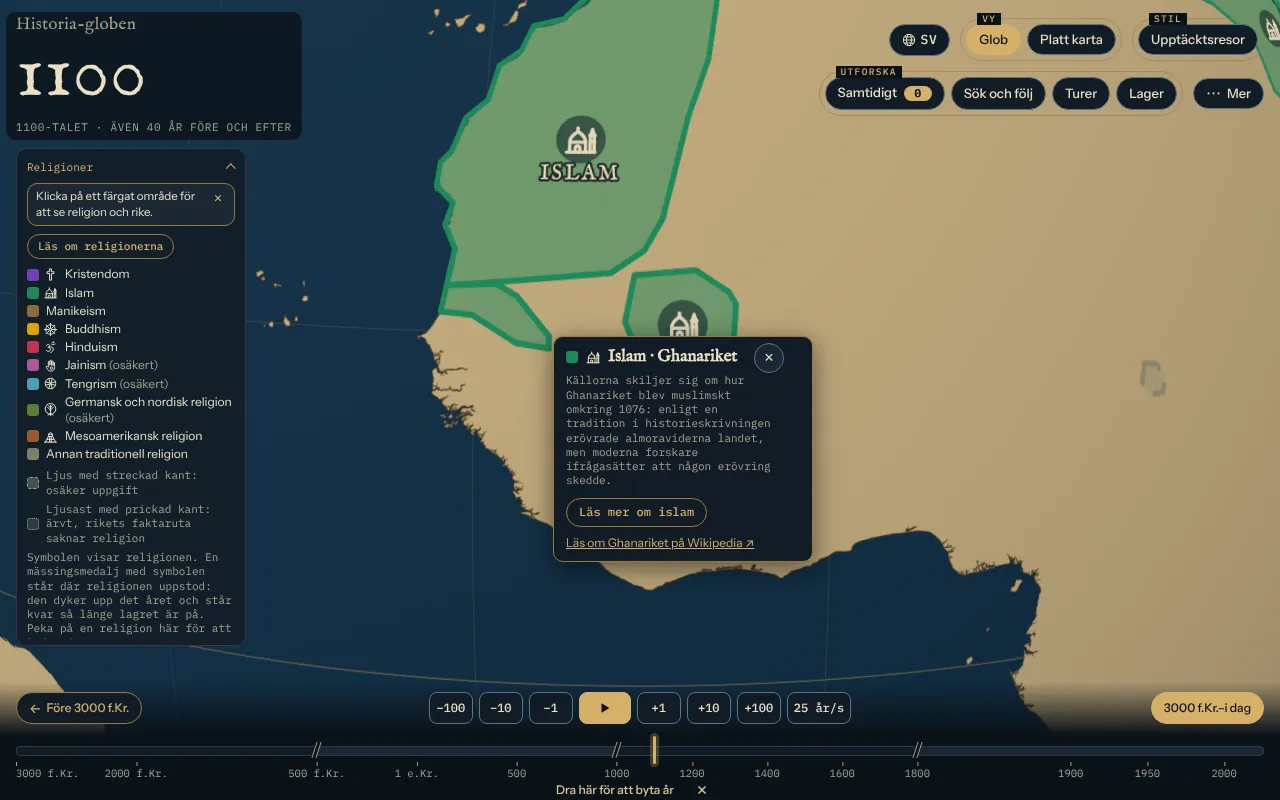 Historia-globen
1100
1100-TALET · ÄVEN 40 ÅR FÖRE OCH EFTER
SV
VY
Glob
Platt karta
STIL
Upptäcktsresor
UTFORSKA
Samtidigt 0
Sök och följ
Turer
Lager
··· Mer
Religioner
Klicka på ett färgat område för
att se religion och rike.
×
Läs om religionerna
Kristendom
Islam
Manikeism
Buddhism
Hinduism
Jainism (osäkert)
Tengrism (osäkert)
Germansk och nordisk religion
(osäkert)
Mesoamerikansk religion
Annan traditionell religion
Ljus med streckad kant:
osäker uppgift
Ljusast med prickad kant:
ärvt, rikets faktaruta
saknar religion
Symbolen visar religionen. En
mässingsmedalj med symbolen
står där religionen uppstod:
den dyker upp det året och står
kvar så länge lagret är på.
Peka på en religion här för att
ISLAM
Islam · Ghanariket
×
Källorna skiljer sig om hur
Ghanariket blev muslimskt
omkring 1076: enligt en
tradition i historieskrivningen
erövrade almoraviderna landet,
men moderna forskare
ifrågasätter att någon erövring
skedde.
Läs mer om islam
Läs om Ghanariket på Wikipedia ↗
← Före 3000 f.Kr.
−100
−10
−1
+1
+10
+100
25 år/s
3000 f.Kr.–i dag
3000 f.Kr.
2000 f.Kr.
500 f.Kr.
1 e.Kr.
500
1000
1200
1400
1600
1800
1900
1950
2000
Dra här för att byta år ×